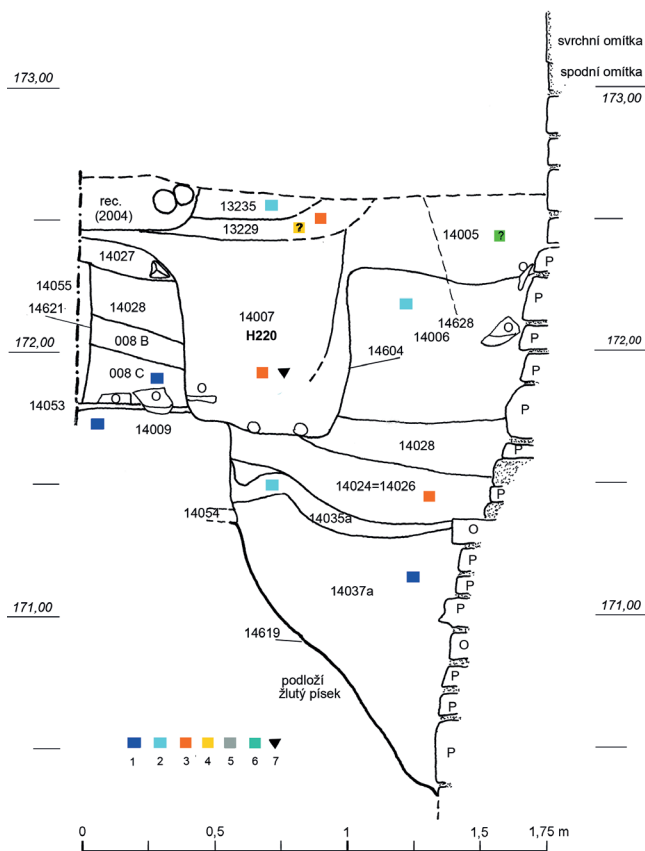 svrchní omítka
spodní omítka
173,00
173,00
rec.
(2004)
13235
13229
?
14005
?
14027
14055
14621
14028
14007
H220
14628
14006
14604
O
P
P
O
P
172,00
172,00
008 B
008 C
P
O
O
O
P
14053
14009
P
14028
P
14024=14026
P
14035a
14054
O
P
14037a
P
P
171,00
171,00
14619
O
podloží
žlutý písek
P
P
P
1
2
3
4
5
6
7
0
0,5
1
1,5
1,75 m